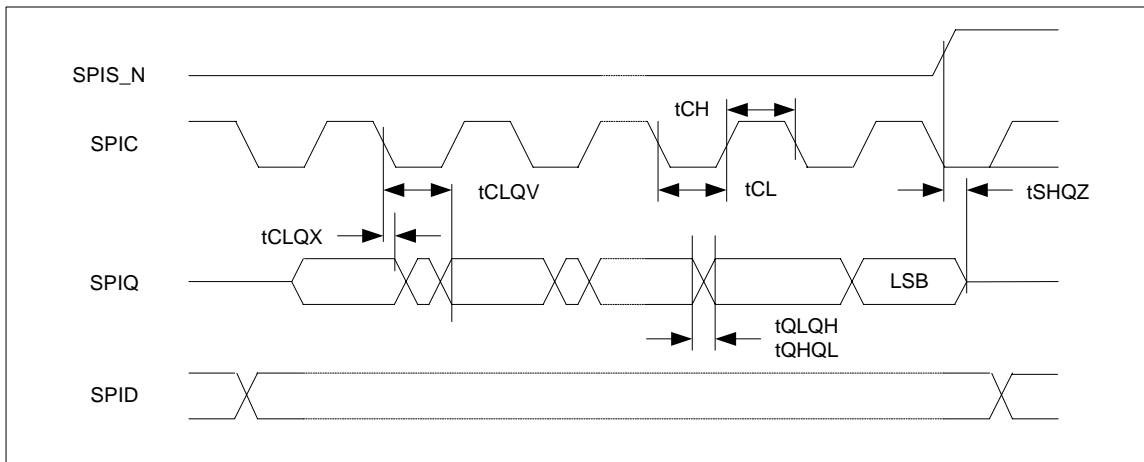 SPIS_N
tCH
SPIC
tCLQV
tCL
tSHQZ
tCLQX
SPIQ
LSB
tQLQH
tQHQL
SPID